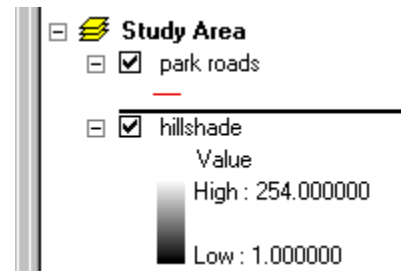 Study Area
park roads
hillshade
Value
High : 254.000000
Low : 1.000000